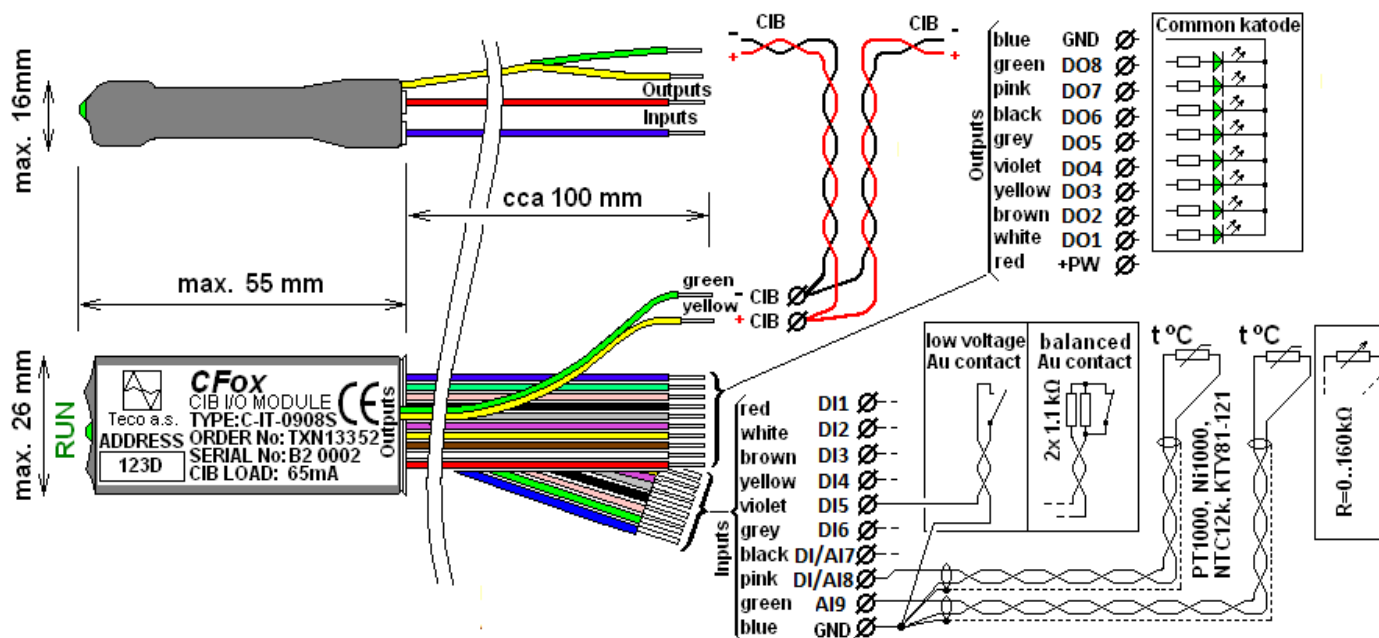 max. 16mm
Outputs
Inputs
cca 100 mm
max. 55 mm
max. 26 mm
RUN
CFox
CIB I/O MODULE
Teco a.s.
TYPE:C-IT-0908S
ADDRESS
ORDER No: TXN13352
SERIAL No: B2 0002
123D
CIB LOAD: 65mA
CE
Outputs
CIB
- -
+ +
CIB
green - CIB
yellow + CIB
Outputs
blue GND
green DO8
pink DO7
black DO6
grey DO5
violet DO4
yellow DO3
brown DO2
white DO1
red +PW
Common katode
Inputs
red DI1
white DI2
brown DI3
yellow DI4
violet DI5
grey DI6
black DI/AI7
pink DI/AI8
green AI9
blue GND
low voltage
Au contact
balanced
Au contact
2x 1.1 kΩ
t ºC
t ºC
PT1000, Ni1000,
NTC12k, KTY81-121
R=0..160kΩ